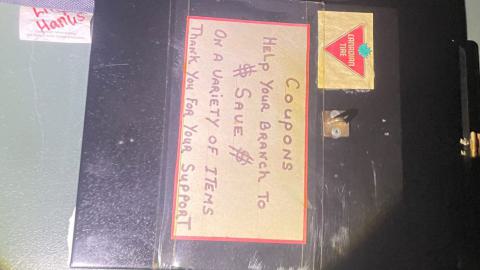 CANADIAN
TIRE
COUPONS
HELP YOUR BRANCH TO
$ SAVE $
ON A VARIETY OF ITEMS
THANK YOU FOR YOUR SUPPORT